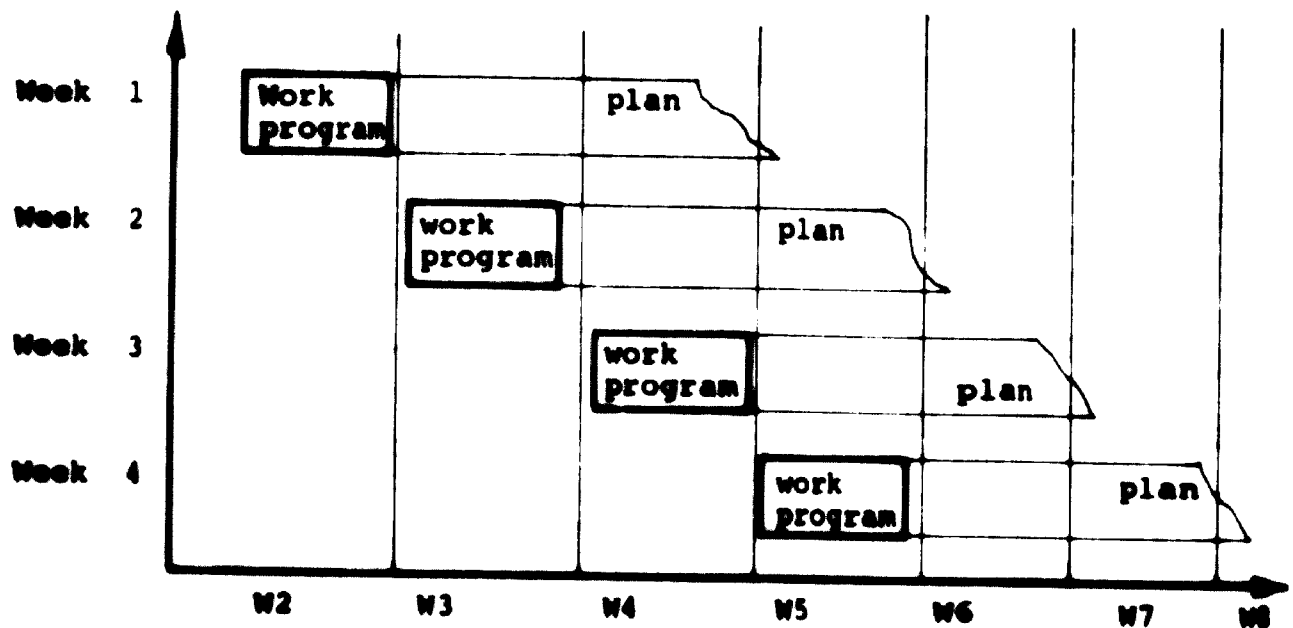 Week 1
Work
program
plan
Week 2
work
program
plan
Week 3
work
program
plan
Week 4
work
program
plan
W2 W3 W4 W5 W6 W7 W8